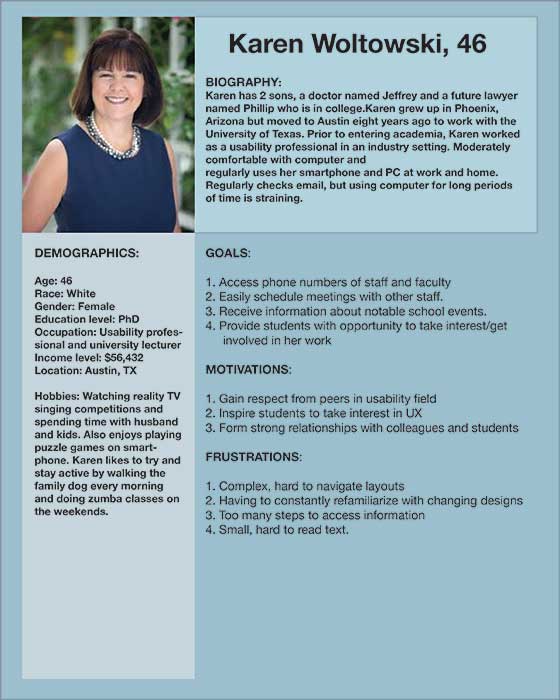 Karen Woltowski, 46
BIOGRAPHY:
Karen has 2 sons, a doctor named Jeffrey and a future lawyer
named Phillip who is in college.Karen grew up in Phoenix,
Arizona but moved to Austin eight years ago to work with the
University of Texas. Prior to entering academia, Karen worked
as a usability professional in an industry setting. Moderately
comfortable with computer and
regularly uses her smartphone and PC at work and home.
Regularly checks email, but using computer for long periods
of time is straining.
DEMOGRAPHICS:
Age: 46
Race: White
Gender: Female
Education level: PhD
Occupation: Usability profes-
sional and university lecturer
Income level: $56,432
Location: Austin, TX
Hobbies: Watching reality TV
singing competitions and
spending time with husband
and kids. Also enjoys playing
puzzle games on smart-
phone. Karen likes to try and
stay active by walking the
family dog every morning
and doing zumba classes on
the weekends.
GOALS:
1. Access phone numbers of staff and faculty
2. Easily schedule meetings with other staff.
3. Receive information about notable school events.
4. Provide students with opportunity to take interest/get
involved in her work
MOTIVATIONS:
1. Gain respect from peers in usability field
2. Inspire students to take interest in UX
3. Form strong relationships with colleagues and students
FRUSTRATIONS:
1. Complex, hard to navigate layouts
2. Having to constantly refamiliarize with changing designs
3. Too many steps to access information
4. Small, hard to read text.